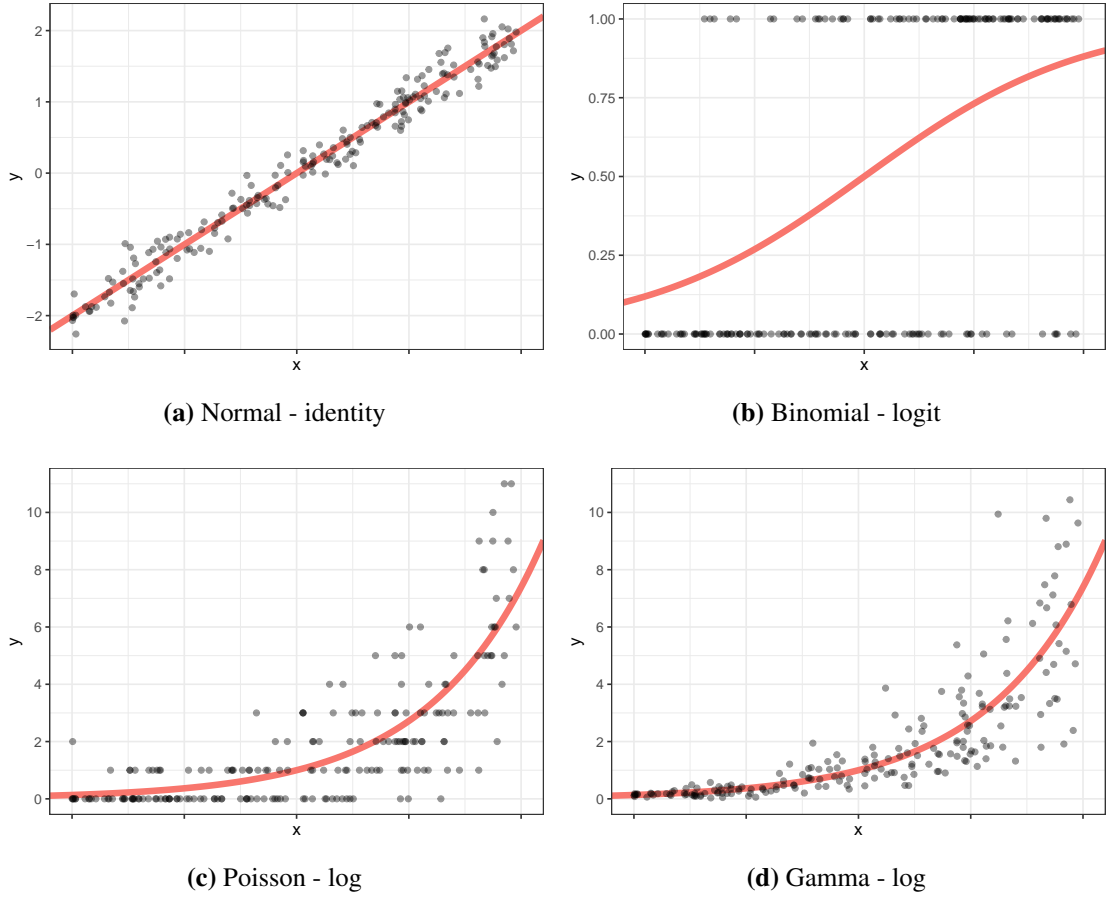 2
1
0
−1
−2
y
x
(a) Normal - identity
1.00
0.75
0.50
0.25
0.00
y
x
(b) Binomial - logit
10
8
6
4
2
0
y
x
(c) Poisson - log
10
8
6
4
2
0
y
x
(d) Gamma - log